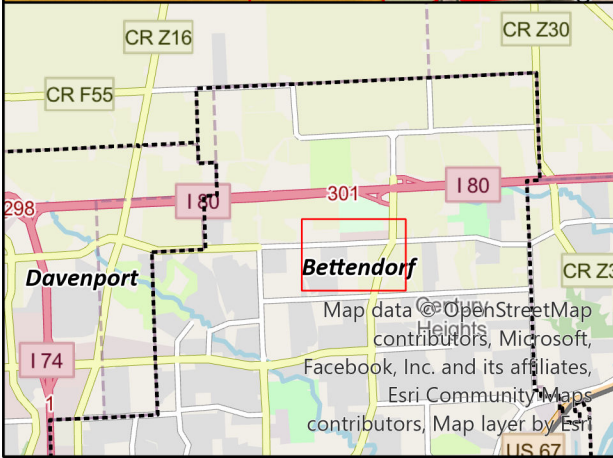 CR Z16
CR Z30
CR F55
I 80
301
I 80
298
Davenport
Bettendorf
CR Z3
Century
Heights
Map data © OpenStreetMap
contributors, Microsoft,
Facebook, Inc. and its affiliates,
Esri Community Maps
contributors, Map layer by Esri
I 74
1
US 67